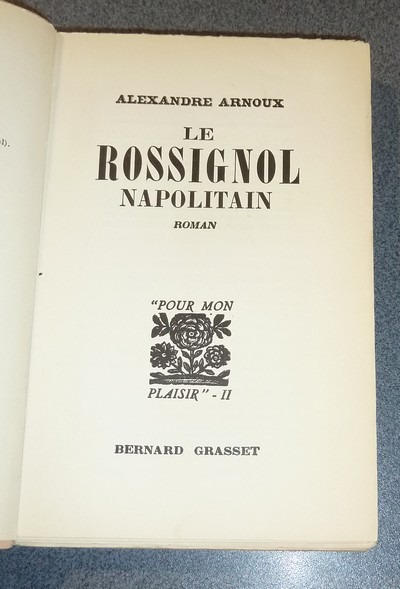 ALEXANDRE ARNOUX
LE
ROSSIGNOL
NAPOLITAIN
ROMAN
"POUR MON
PLAISIR" - II
BERNARD GRASSET